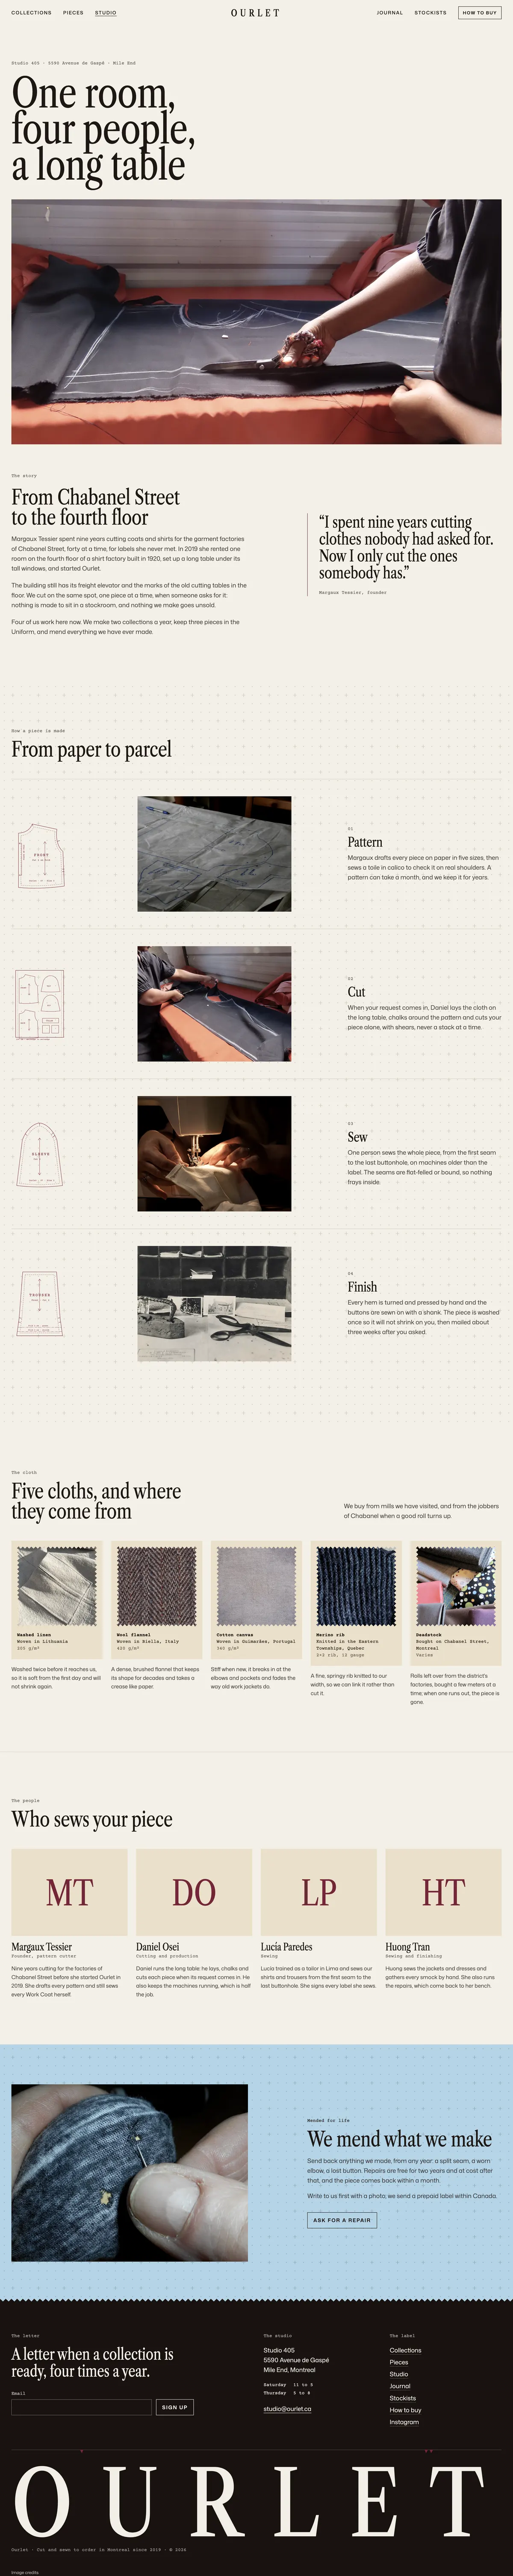 COLLECTIONS PIECES STUDIO OURLET JOURNAL STOCKISTS HOW TO BUY
Studio 405 · 5590 Avenue de Gaspé · Mile End
One room,
four people,
a long table
The story
From Chabanel Street
to the fourth floor
Margaux Tessier spent nine years cutting coats and shirts for the garment factories
of Chabanel Street, forty at a time, for labels she never met. In 2019 she rented one
room on the fourth floor of a shirt factory built in 1920, set up a long table under its
tall windows, and started Ourlet.
The building still has its freight elevator and the marks of the old cutting tables in the
floor. We cut on the same spot, one piece at a time, when someone asks for it:
nothing is made to sit in a stockroom, and nothing we make goes unsold.
Four of us work here now. We make two collections a year, keep three pieces in the
Uniform, and mend everything we have ever made.
“I spent nine years cutting
clothes nobody had asked for.
Now I only cut the ones
somebody has.”
Margaux Tessier, founder
How a piece is made
From paper to parcel
FRONT
01
Pattern
Margaux drafts every piece on paper in five sizes, then
sews a toile in calico to check it on real shoulders. A
pattern can take a month, and we keep it for years.
02
Cut
When your request comes in, Daniel lays the cloth on
the long table, chalks around the pattern and cuts your
piece alone, with shears, never a stack at a time.
SLEEVE
03
Sew
One person sews the whole piece, from the first seam
to the last buttonhole, on machines older than the
label. The seams are flat-felled or bound, so nothing
frays inside.
TROUSER
04
Finish
Every hem is turned and pressed by hand and the
buttons are sewn on with a shank. The piece is washed
once so it will not shrink on you, then mailed about
three weeks after you asked.
The cloth
Five cloths, and where
they come from
We buy from mills we have visited, and from the jobbers
of Chabanel when a good roll turns up.
Washed linen
Woven in Lithuania
205 g/m²
Washed twice before it reaches us,
so it is soft from the first day and will
not shrink again.
Wool flannel
Woven in Biella, Italy
420 g/m²
A dense, brushed flannel that keeps
its shape for decades and takes a
crease like paper.
Cotton canvas
Woven in Guimarães, Portugal
340 g/m²
Stiff when new, it breaks in at the
elbows and pockets and fades the
way old work jackets do.
Merino rib
Knitted in the Eastern
Townships, Quebec
2×2 rib, 12 gauge
A fine, springy rib knitted to our
width, so we can link it rather than
cut it.
Deadstock
Bought on Chabanel Street,
Montreal
Varies
Rolls left over from the district's
factories, bought a few meters at a
time; when one runs out, the piece is
gone.
The people
Who sews your piece
MT
Margaux Tessier
Founder, pattern cutter
Nine years cutting for the factories of
Chabanel Street before she started Ourlet in
2019. She drafts every pattern and still sews
every Work Coat herself.
DO
Daniel Osei
Cutting and production
Daniel runs the long table: he lays, chalks and
cuts each piece when its request comes in. He
also keeps the machines running, which is half
the job.
LP
Lucía Paredes
Sewing
Lucía trained as a tailor in Lima and sews our
shirts and trousers from the first seam to the
last buttonhole. She signs every label she sews.
HT
Huong Tran
Sewing and finishing
Huong sews the jackets and dresses and
gathers every smock by hand. She also runs
the repairs, which come back to her bench.
Mended for life
We mend what we make
Send back anything we made, from any year: a split seam, a worn
elbow, a lost button. Repairs are free for two years and at cost after
that, and the piece comes back within a month.
Write to us first with a photo; we send a prepaid label within Canada.
ASK FOR A REPAIR
The letter
A letter when a collection is
ready, four times a year.
Email
SIGN UP
The studio
Studio 405
5590 Avenue de Gaspé
Mile End, Montreal
Saturday 11 to 5
Thursday 5 to 8
studio@ourlet.ca
The label
Collections
Pieces
Studio
Journal
Stockists
How to buy
Instagram
OURLET
Ourlet · Cut and sewn to order in Montreal since 2019 · © 2026
Image credits